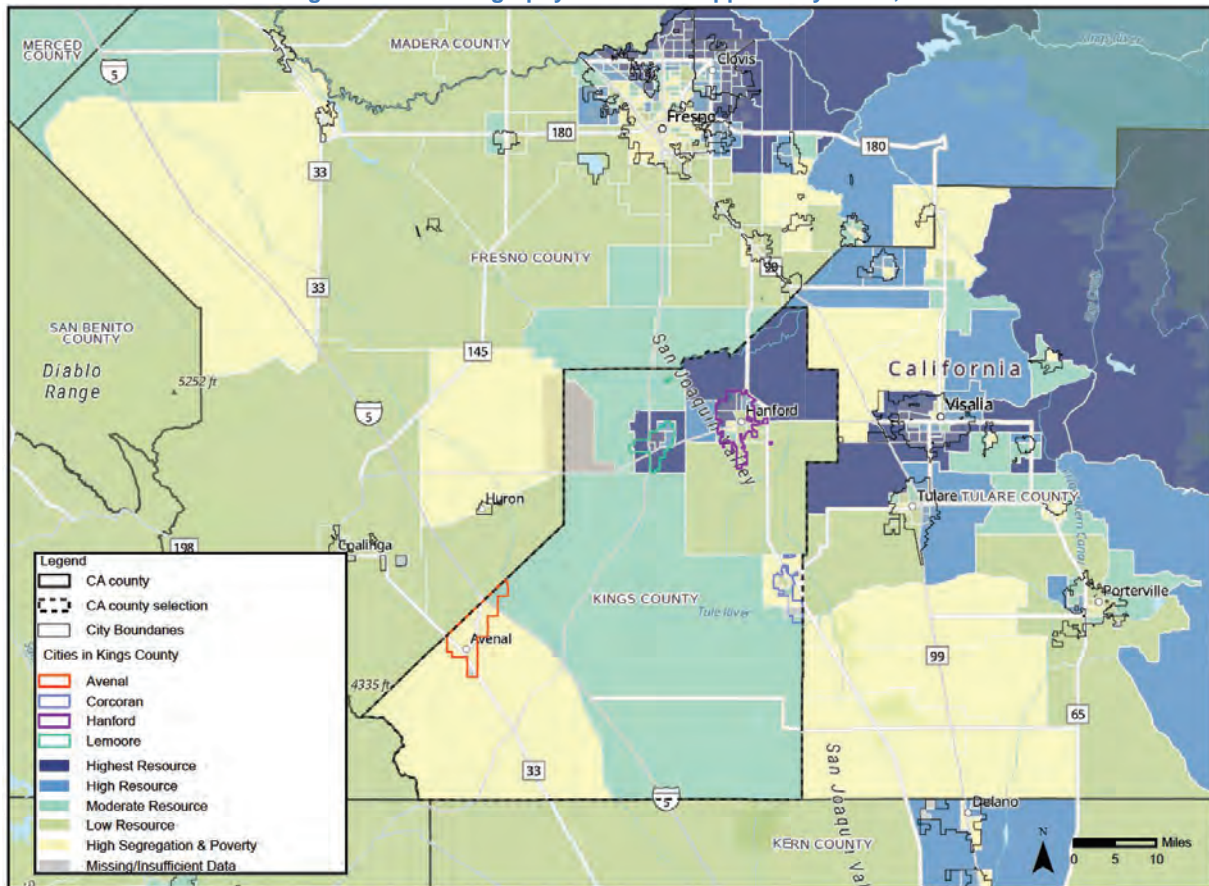 MERCED
COUNTY
MADERA COUNTY
Kings River
5
Clovis
Fresno
180
180
33
FRESNO COUNTY
99
33
SAN BENITO
COUNTY
Diablo
Range
5252 ft
145
San Joaquin Valley
California
5
Hanford
Visalia
Huron
Tulare
TULARE COUNTY
198
Coalinga
KINGS COUNTY
Tule River
Porterville
Avenal
99
4335 ft
65
33
5
San Joaquin Val
Delano
KERN COUNTY
Legend
CA county
CA county selection
City Boundaries
Cities in Kings County
Avenal
Corcoran
Hanford
Lemoore
Highest Resource
High Resource
Moderate Resource
Low Resource
High Segregation & Poverty
Missing/Insufficient Data
N
Miles
0 5 10